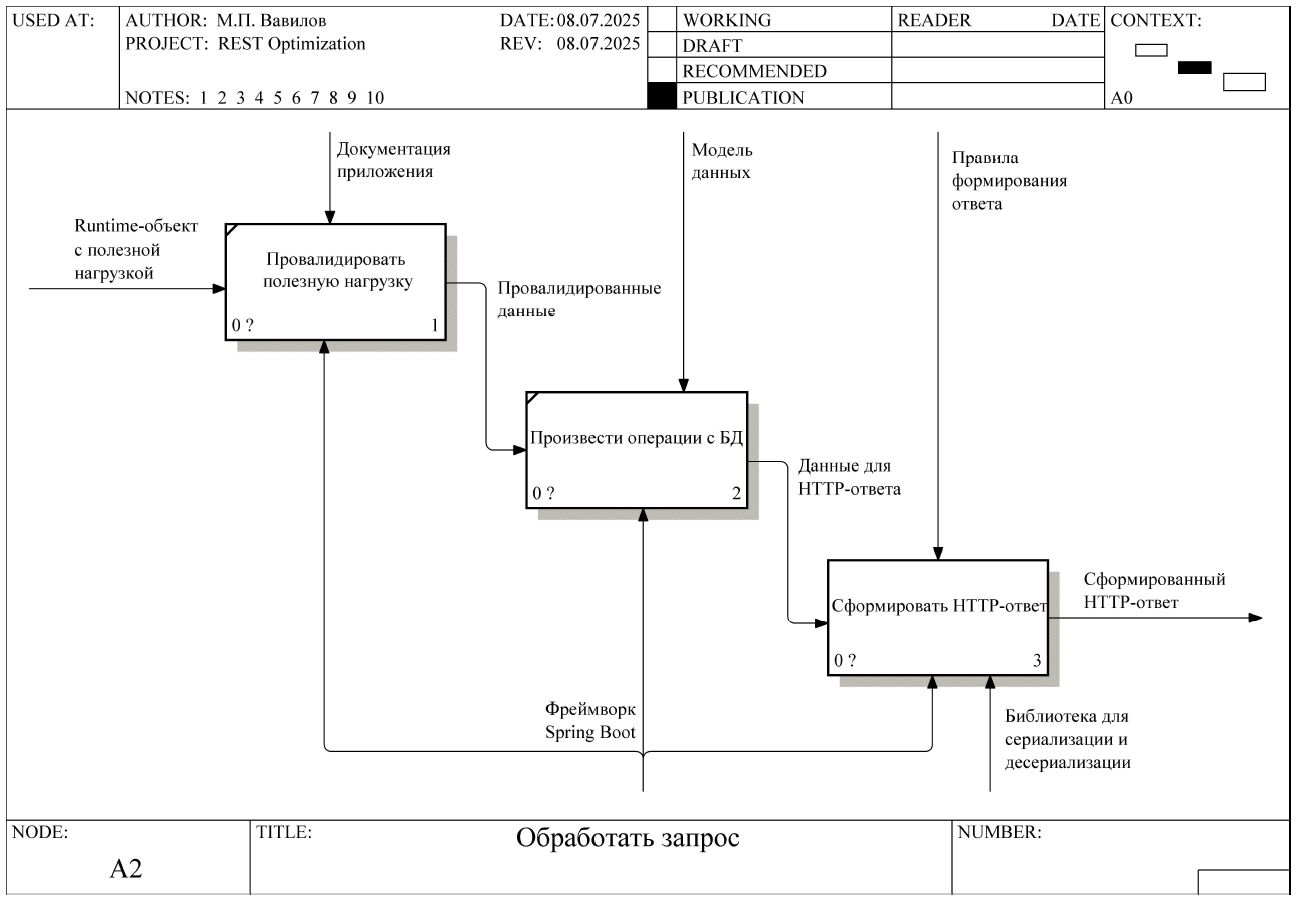 USED AT:
AUTHOR: М.П. Вавилов
DATE: 08.07.2025
PROJECT: REST Optimization
REV: 08.07.2025
NOTES: 1 2 3 4 5 6 7 8 9 10
WORKING
DRAFT
RECOMMENDED
PUBLICATION
READER DATE
CONTEXT:
A0
Документация
приложения
Модель
данных
Правила
формирования
ответа
Runtime-объект
с полезной
нагрузкой
Провалидировать
полезную нагрузку
0 ? 1
Провалидированные
данные
Произвести операции с БД
0 ? 2
Данные для
HTTP-ответа
Сформировать HTTP-ответ
0 ? 3
Сформированный
HTTP-ответ
Фреймворк
Spring Boot
Библиотека для
сериализации и
десериализации
NODE:
A2
TITLE:
Обработать запрос
NUMBER: